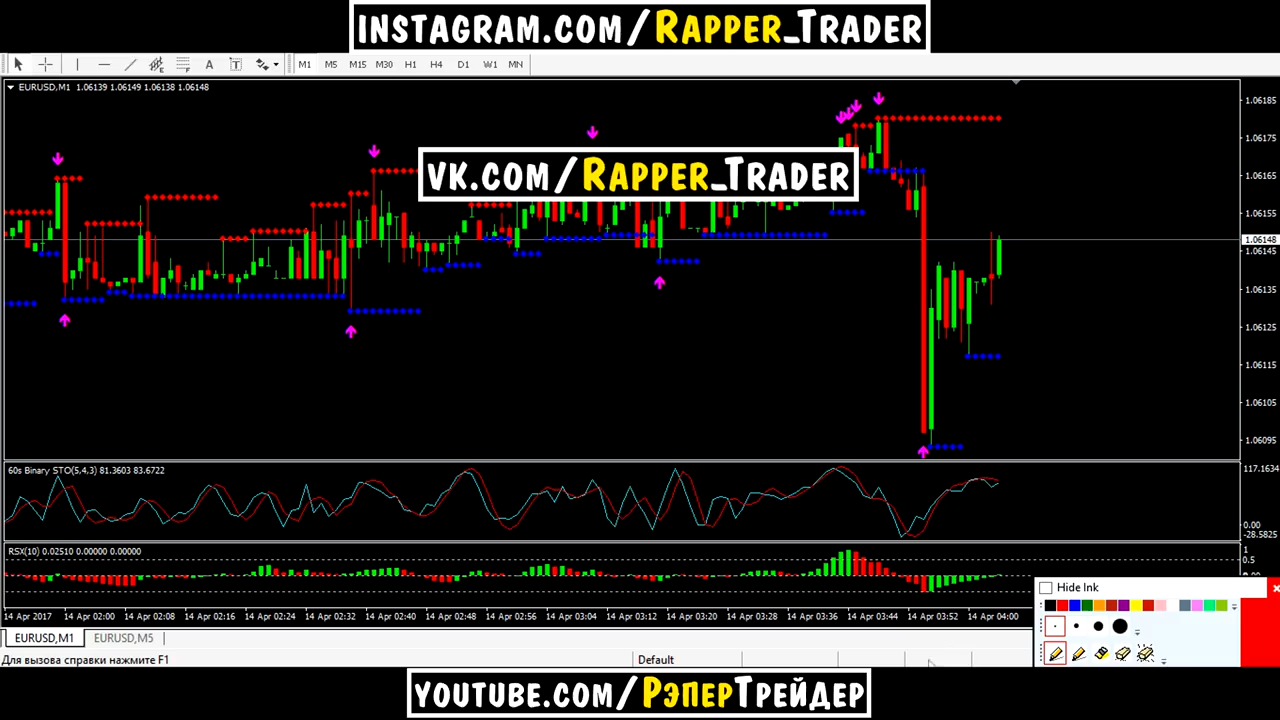 INSTAGRAM.COM/RAPPER_TRADER
M1 M5 M15 M30 H1 H4 D1 W1 MN
EURUSD,M1 1.06139 1.06149 1.06138 1.06148
1.06185
1.06175
VK.COM/RAPPER_TRADER
1.06165
1.06155
1.06148
1.06145
1.06135
1.06125
1.06115
1.06105
1.06095
60s Binary STO(5,4,3) 81.3603 83.6722
117.1634
0.00
-28.5825
RSX(10) 0.02510 0.00000 0.00000
1
0.5
14 Apr 2017 14 Apr 02:00 14 Apr 02:08 14 Apr 02:16 14 Apr 02:24 14 Apr 02:32 14 Apr 02:40 14 Apr 02:48 14 Apr 02:56 14 Apr 03:04 14 Apr 03:12 14 Apr 03:20 14 Apr 03:28 14 Apr 03:36 14 Apr 03:44 14 Apr 03:52 14 Apr 04:00
Hide Ink
EURUSD,M1 EURUSD,M5
Для вызова справки нажмите F1
Default
YOUTUBE.COM/РЭПЕРТРЕЙДЕР